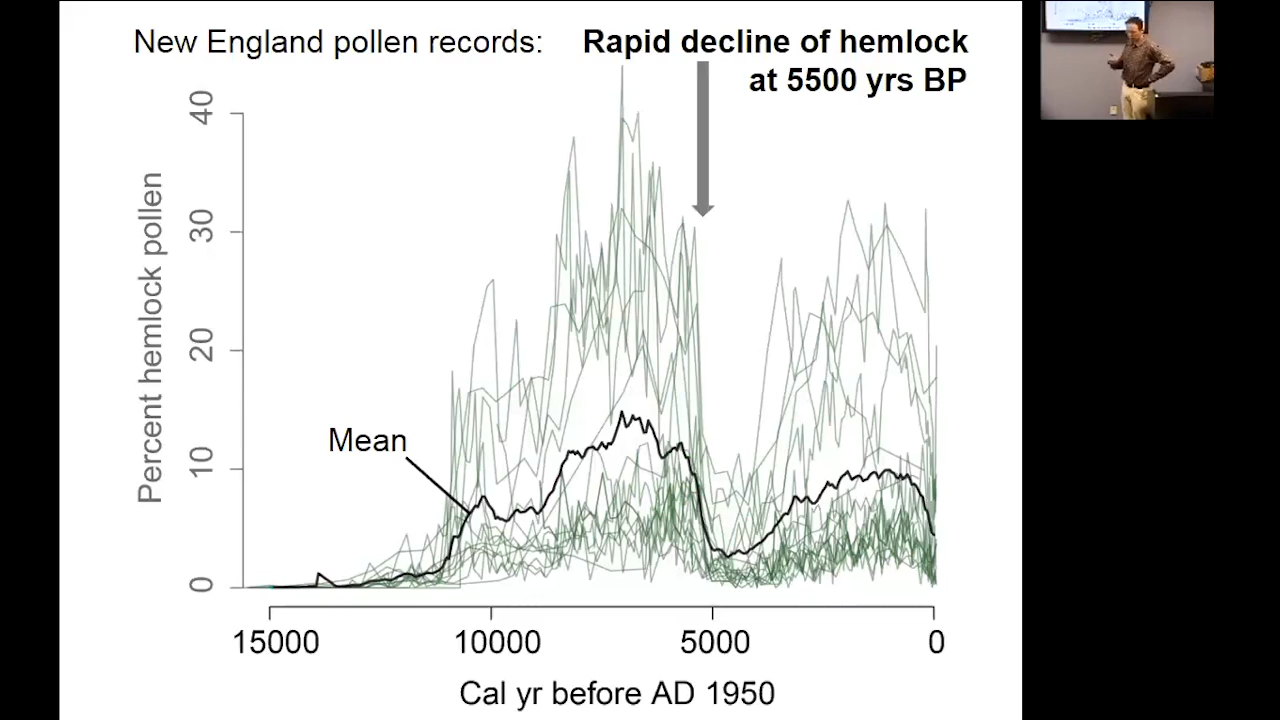 New England pollen records: Rapid decline of hemlock
at 5500 yrs BP
Percent hemlock pollen
40
30
20
10
0
Mean
15000 10000 5000 0
Cal yr before AD 1950